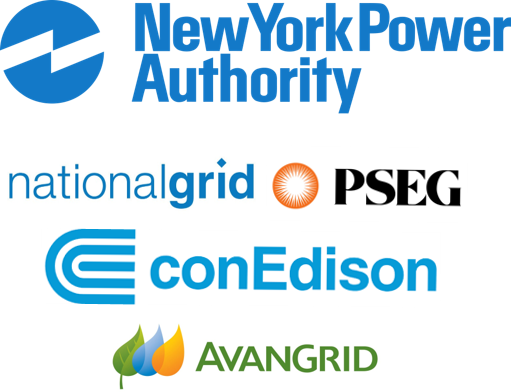 NewYorkPower
Authority
nationalgrid PSEG
conEdison
AVANGRID